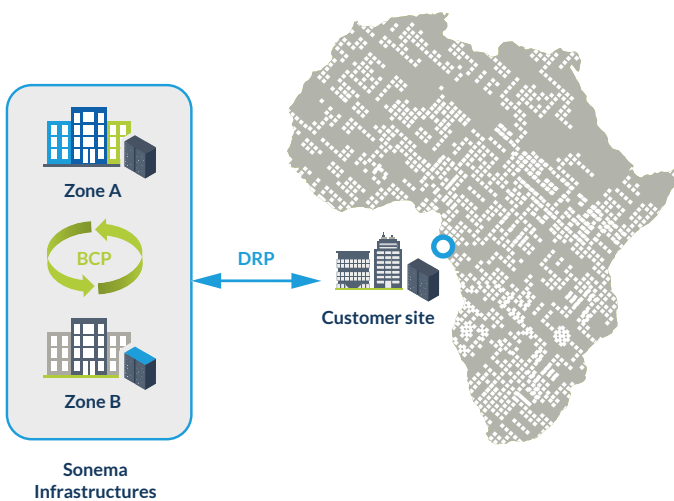 Zone A
BCP
DRP
Customer site
Zone B
Sonema
Infrastructures